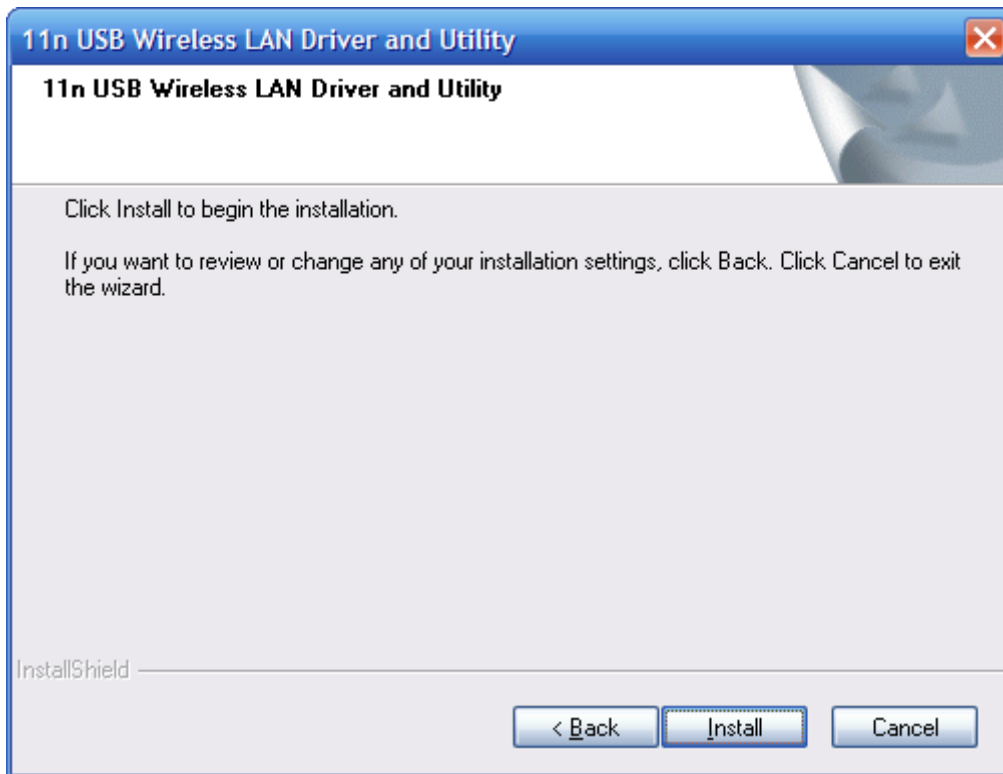 11n USB Wireless LAN Driver and Utility
11n USB Wireless LAN Driver and Utility
Click Install to begin the installation.
If you want to review or change any of your installation settings, click Back. Click Cancel to exit
the wizard.
InstallShield
< Back
Install
Cancel